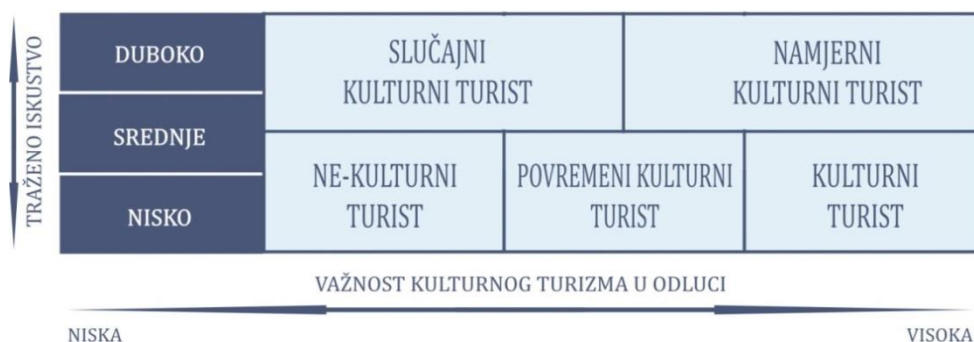 TRAŽENO ISKUSTVO
DUBOKO
SREDNJE
NISKO
SLUČAJNI
KULTURNI TURIST
NAMJERNI
KULTURNI TURIST
NE-KULTURNI
TURIST
POVREMENI KULTURNI
TURIST
KULTURNI
TURIST
VAŽNOST KULTURNOG TURIZMA U ODLUCI
NISKA
VISOKA